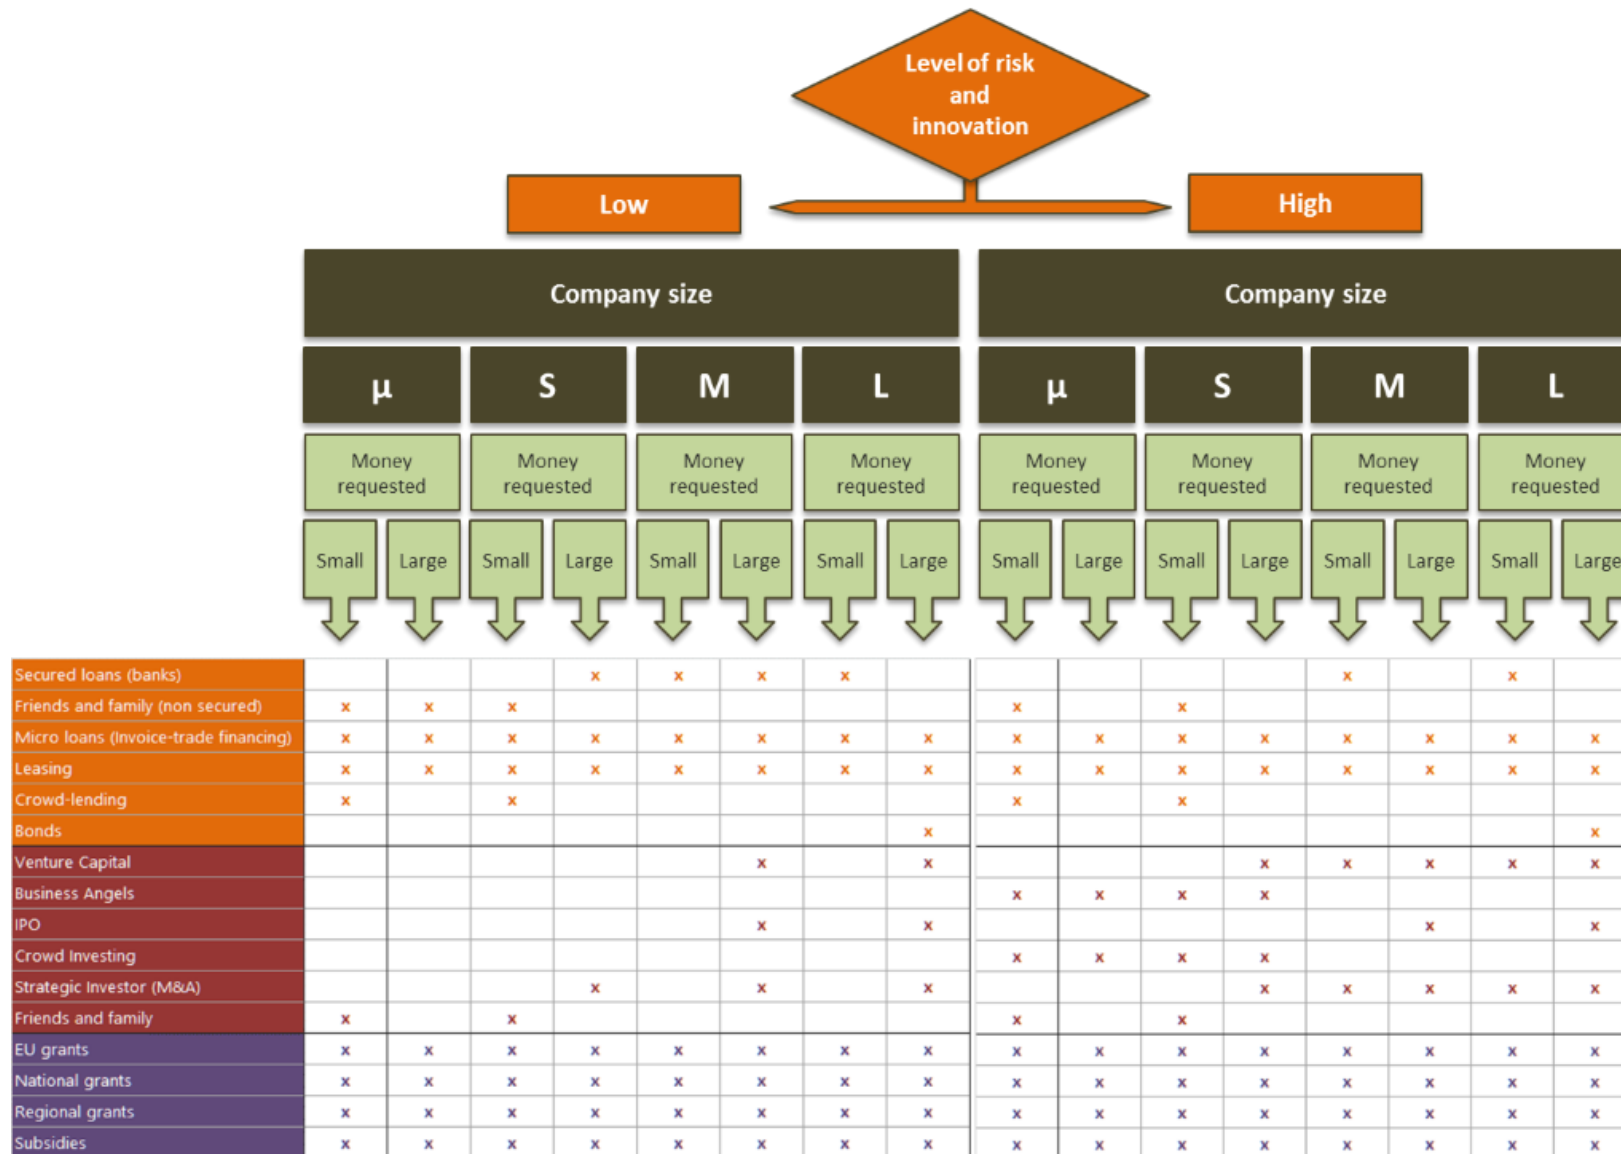 Level of risk
and
innovation
Low
High
Company size
Company size
μ S M L μ S M L
Money requested Money requested Money requested Money requested Money requested Money requested Money requested Money requested
Small Large Small Large Small Large Small Large Small Large Small Large Small Large Small Large
Secured loans (banks) x x x x x x
Friends and family (non secured) x x x x x
Micro loans (Invoice-trade financing) x x x x x x x x x x x x x x x x
Leasing x x x x x x x x x x x x x x x x
Crowd-lending x x x x
Bonds x x
Venture Capital x x x x x x x
Business Angels x x x x
IPO x x x x
Crowd Investing x x x x
Strategic Investor (M&A) x x x x x x x x
Friends and family x x x x
EU grants x x x x x x x x x x x x x x x x
National grants x x x x x x x x x x x x x x x x
Regional grants x x x x x x x x x x x x x x x x
Subsidies x x x x x x x x x x x x x x x x